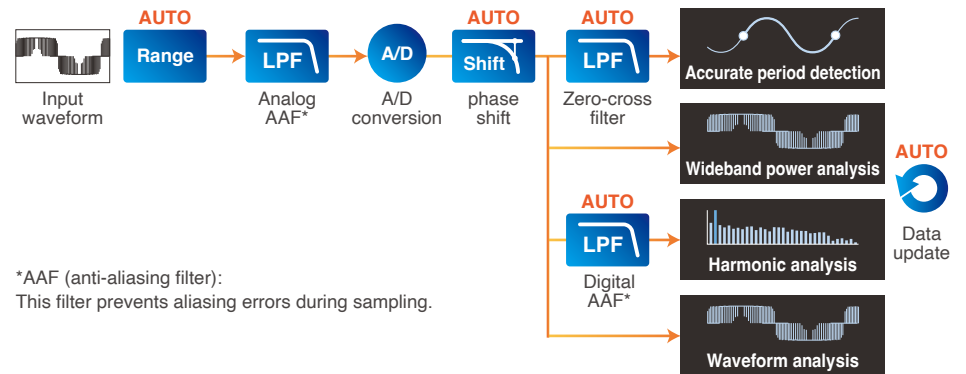 AUTO
Range
Input
waveform
LPF
Analog
AAF*
A/D
A/D
conversion
AUTO
Shift
phase
shift
AUTO
LPF
Zero-cross
filter
Accurate period detection
Wideband power analysis
AUTO
LPF
Digital
AAF*
Harmonic analysis
Waveform analysis
AUTO
Data
update
*AAF (anti-aliasing filter):
This filter prevents aliasing errors during sampling.